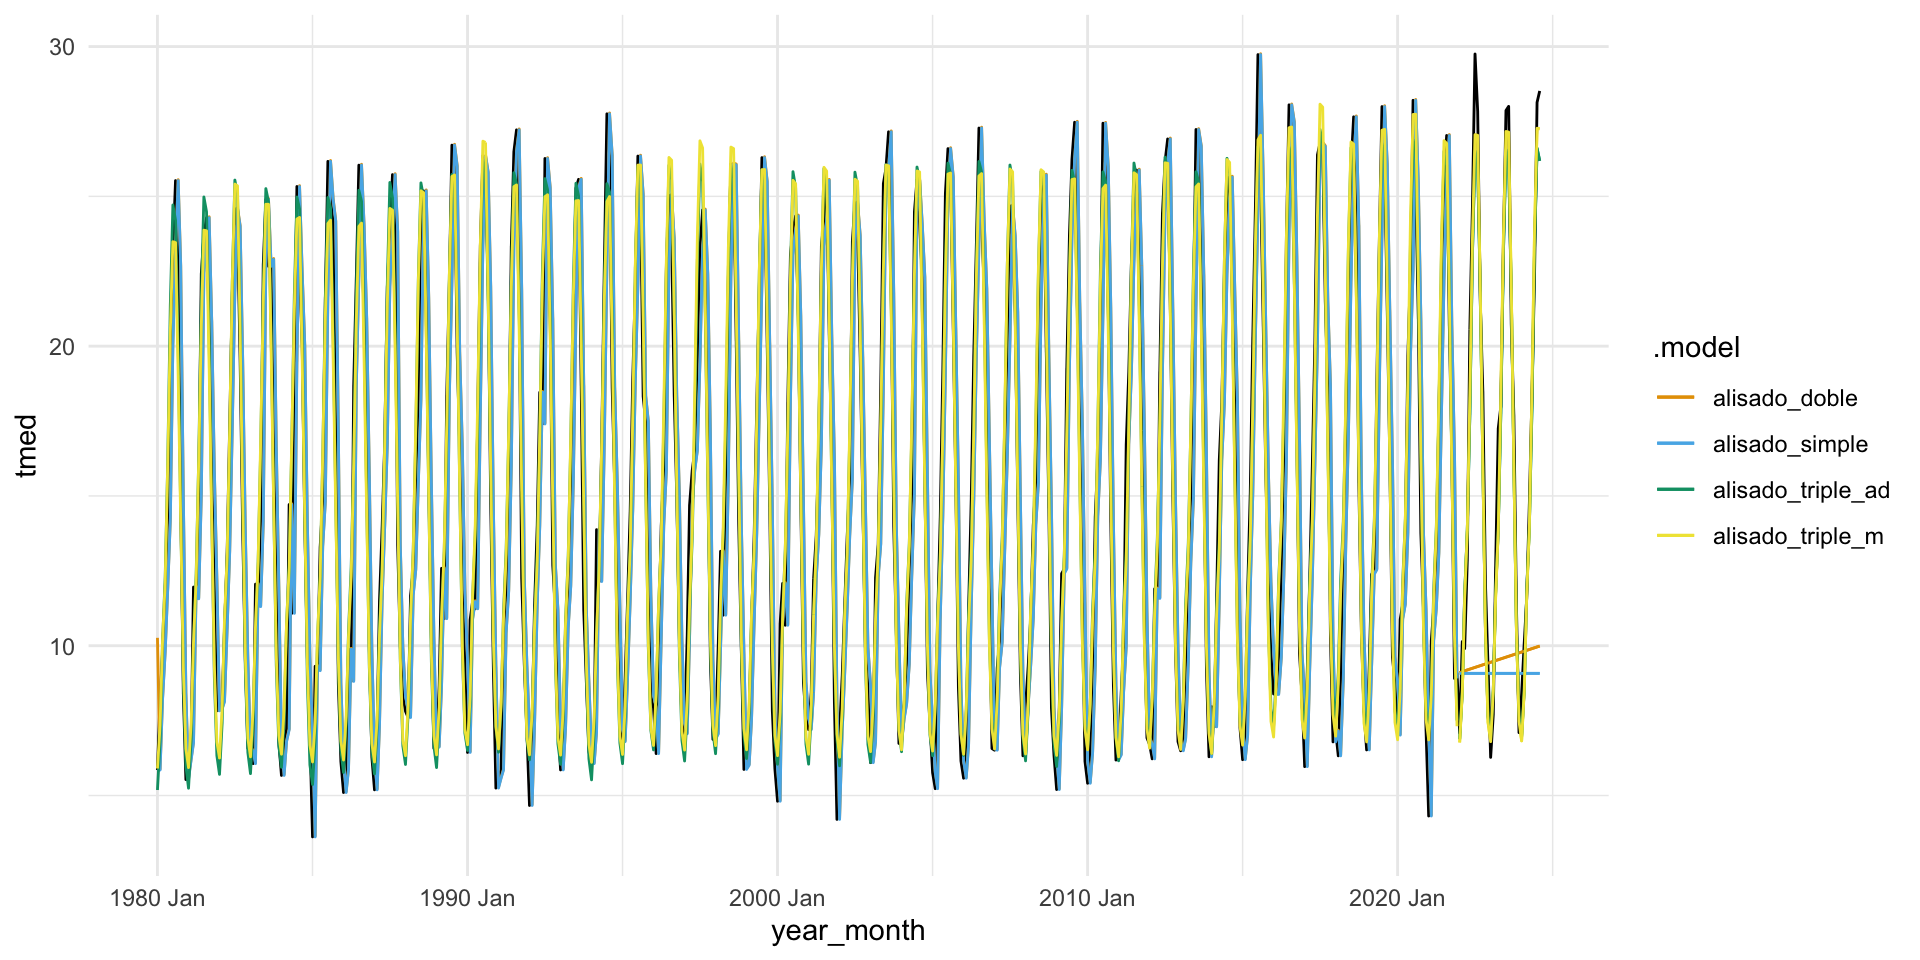 30
20
10
tmed
1980 Jan
1990 Jan
2000 Jan
2010 Jan
2020 Jan
year_month
.model
alisado_doble
alisado_simple
alisado_triple_ad
alisado_triple_m